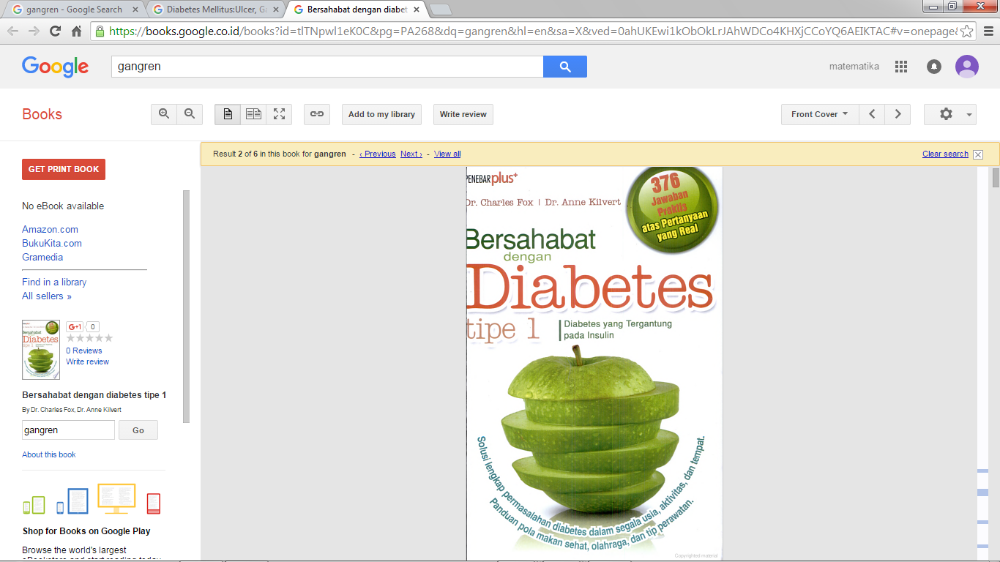 gangren - Google Search
Diabetes Mellitus:Ulcer, G
Bersahabat dengan diabet
https://books.google.co.id/books?id=tlTNpwl1eK0C&pg=PA268&dq=gangren&hl=en&sa=X&ved=0ahUKEwi1kObOkLrJAhWDCo4KHXjCCoYQ6AEIKTAC#v=onepage&
Google
gangren
matematika
Books
Add to my library
Write review
Front Cover
Result 2 of 6 in this book for gangren - ‹ Previous Next › - View all
Clear search
GET PRINT BOOK
No eBook available
Amazon.com
BukuKita.com
Gramedia
Find in a library
All sellers »
G+1 0
0 Reviews
Write review
Bersahabat dengan diabetes tipe 1
By Dr. Charles Fox, Dr. Anne Kilvert
gangren
Go
About this book
Shop for Books on Google Play
Browse the world's largest
PENEBAR plus+
Dr. Charles Fox | Dr. Anne Kilvert
376
Jawaban
Praktis
atas Pertanyaan
yang Real
Bersahabat
dengan
Diabetes
tipe 1
Diabetes yang Tergantung
pada Insulin
Solusi lengkap permasalahan diabetes dalam segala usia, aktivitas, dan tempat.
Panduan pola makan sehat, olahraga, dan tip perawatan.
Copyrighted material